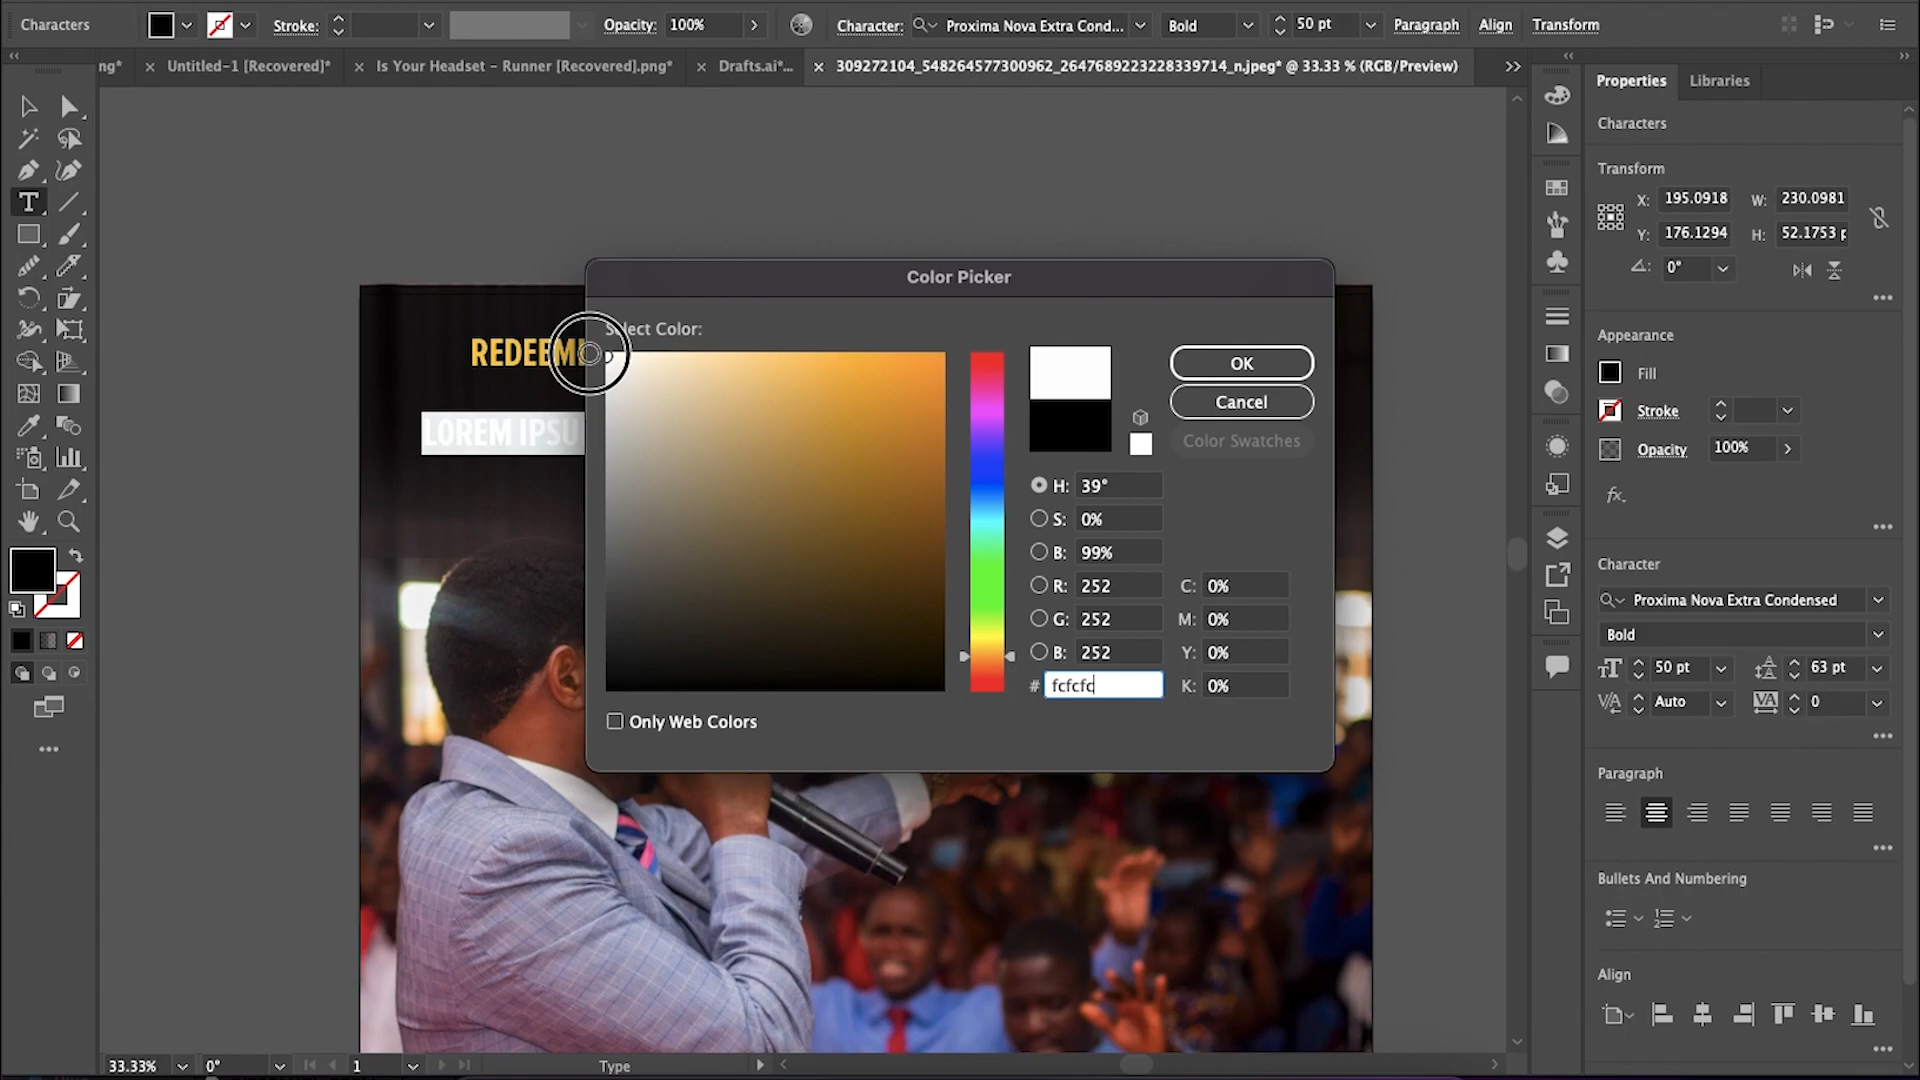 Characters
Stroke:
Opacity: 100%
Character: Proxima Nova Extra Cond... Bold 50 pt Paragraph Align Transform
ng* × Untitled-1 [Recovered]* × Is Your Headset - Runner [Recovered].png* × Drafts.ai*... × 309272104_548264577300962_2647689223228339714_n.jpeg* @ 33.33 % (RGB/Preview)
Properties Libraries
Characters
Transform
X: 195.0918 W: 230.0981
Y: 176.1294 H: 52.1753 p
0°
Appearance
Fill
Stroke
Opacity 100%
fx
Character
Proxima Nova Extra Condensed
Bold
50 pt 63 pt
Auto 0
Paragraph
Bullets And Numbering
Align
REDEEM
LOREM IPSU
Color Picker
Select Color:
OK
Cancel
Color Swatches
H: 39°
S: 0%
B: 99%
R: 252 C: 0%
G: 252 M: 0%
B: 252 Y: 0%
# fcfcfc K: 0%
Only Web Colors
33.33% 0° 1 Type